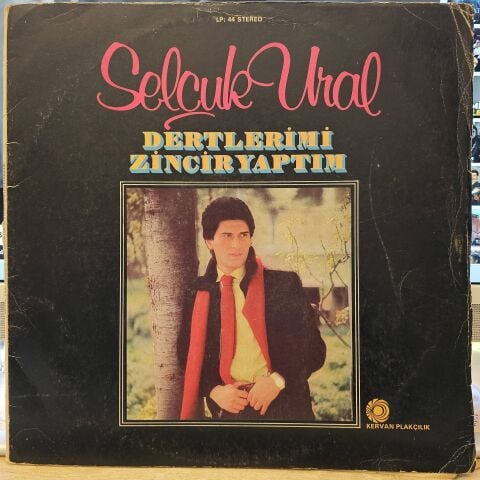 LP: 44 STEREO
Selçuk Ural
DERTLERİMİ
ZİNCİR YAPTIM
KERVAN PLAKÇILIK